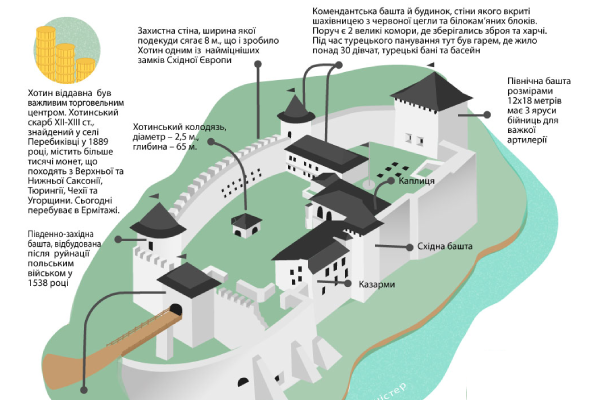 Захистна стіна, ширина якої
подекуди сягає 8 м., що і зробило
Хотин одним із наймiцніших
замків Східної Європи
Комендантська башта й будинок, стіни якого вкриті
шахівницею з червоної цегли та білокам'яних блоків.
Поруч є 2 великі комори, де зберігались зброя та харчі.
Під час турецького панування тут був гарем, де жило
понад 30 дівчат, турецькі бані та басейн
Північна башта
розмірами
12х18 метрів
має 3 яруси
бійниць для
важкої
артилерії
Хотин віддавна був
важливим торговельним
центром. Хотинський
скарб XII-XIII ст.,
знайдений у селі
Перебиківці у 1889
році, містить більше
тисячі монет, що
походять з Верхньої та
Нижньої Саксонії,
Тюрингії, Чехії та
Угорщини. Сьогодні
перебуває в Ермітажі.
Хотинський колодязь,
діаметр – 2,5 м.,
глибина – 65 м.
Каплиця
Південно-західна
башта, відбудована
після руйнації
польським
військом у
1538 році
Східна башта
Казарми